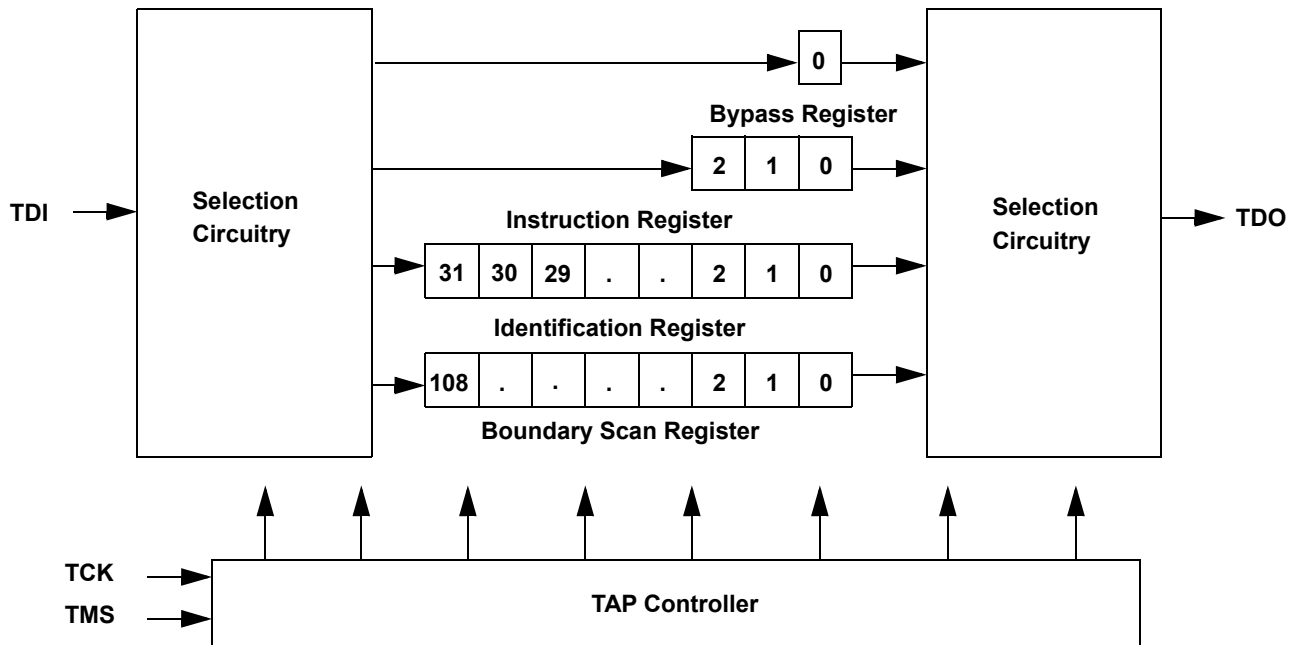 0
Bypass Register
2 1 0
TDI
Selection
Circuitry
Selection
Circuitry
TDO
Instruction Register
31 30 29 . . 2 1 0
Identification Register
108 . . . . 2 1 0
Boundary Scan Register
TCK
TMS
TAP Controller